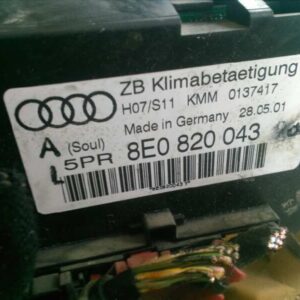 ZB Klimabetaetigung
H07/S11 KMM 0137417
Made in Germany 28.05.01
A (Soul)
L 5PR 8E0 820 043